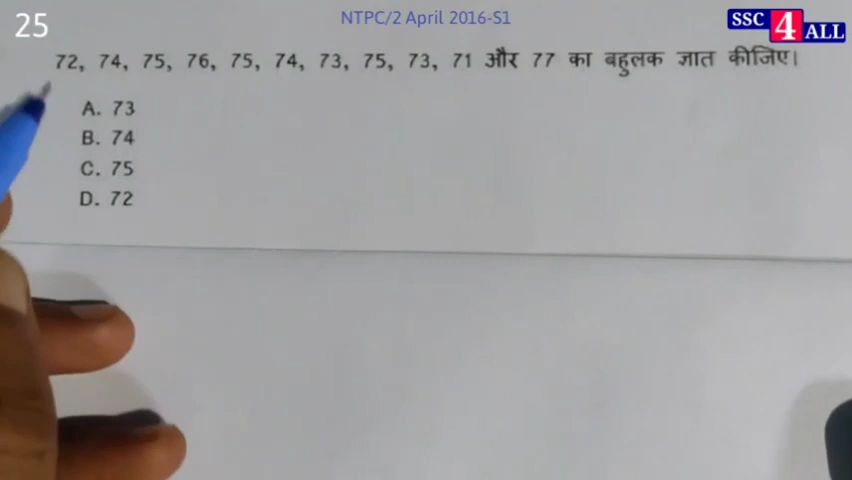 25
NTPC/2 April 2016-S1
SSC 4 ALL
72, 74, 75, 76, 75, 74, 73, 75, 73, 71 और 77 का बहुलक ज्ञात कीजिए।
A. 73
B. 74
C. 75
D. 72